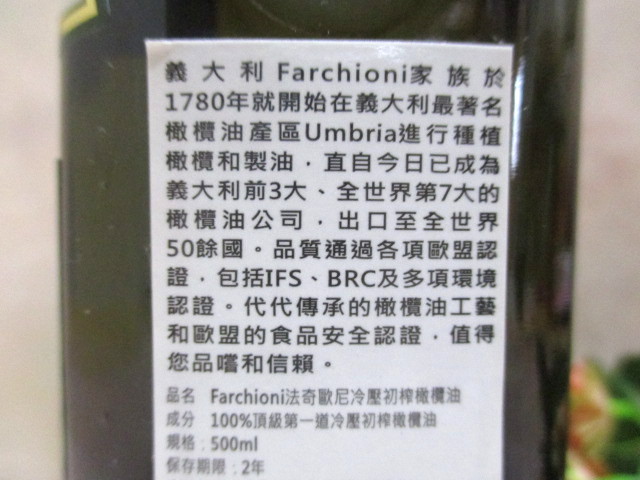 義大利Farchioni家族於
1780年就開始在義大利最著名
橄欖油產區Umbria進行種植
橄欖和製油，直自今日已成為
義大利前3大、全世界第7大的
橄欖油公司，出口至全世界
50餘國。品質通過各項歐盟認
證，包括IFS、BRC及多項環境
認證。代代傳承的橄欖油工藝
和歐盟的食品安全認證，值得
您品嚐和信賴。
品名 Farchioni法奇歐尼冷壓初榨橄欖油
成分 100%頂級第一道冷壓初榨橄欖油
規格：500ml
保存期限：2年